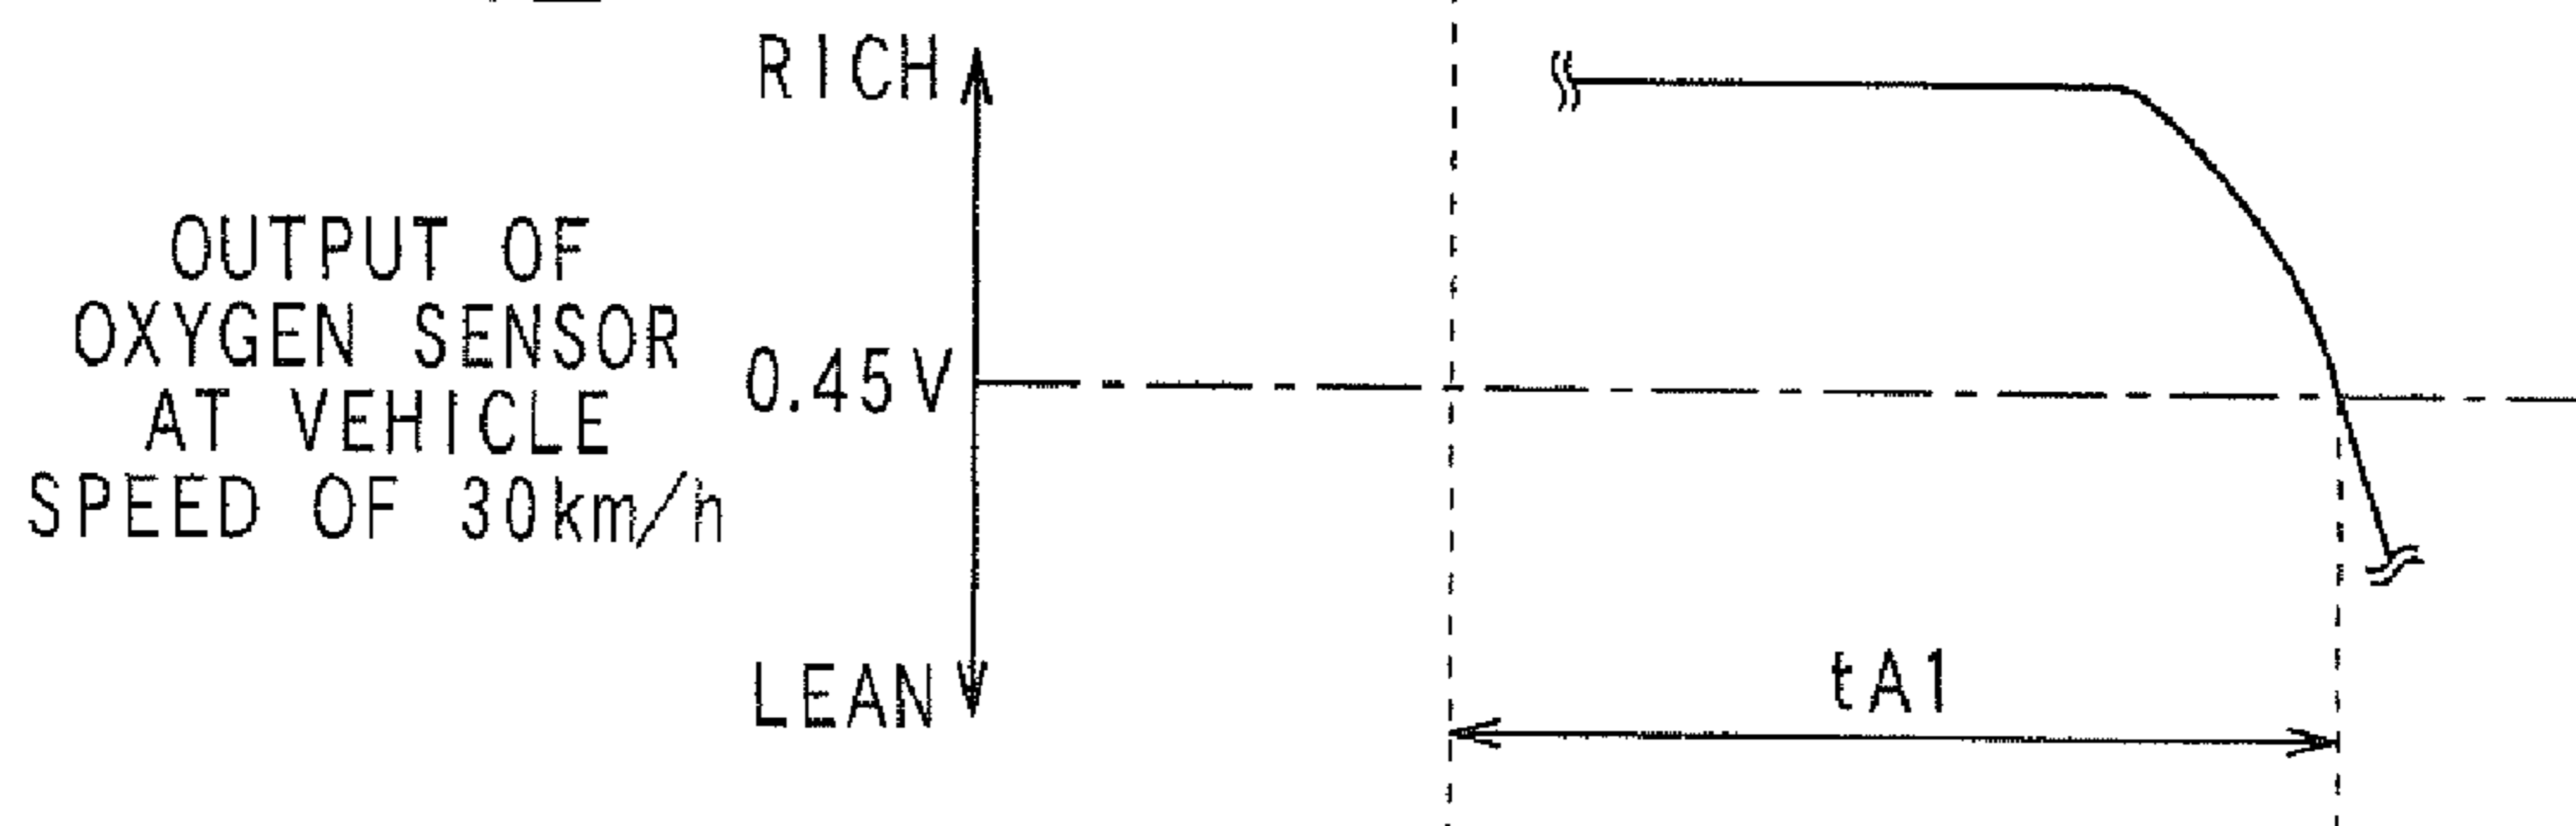 RICH
OUTPUT OF
OXYGEN SENSOR
AT VEHICLE
SPEED OF 30km/h
0.45V
LEAN
tA1